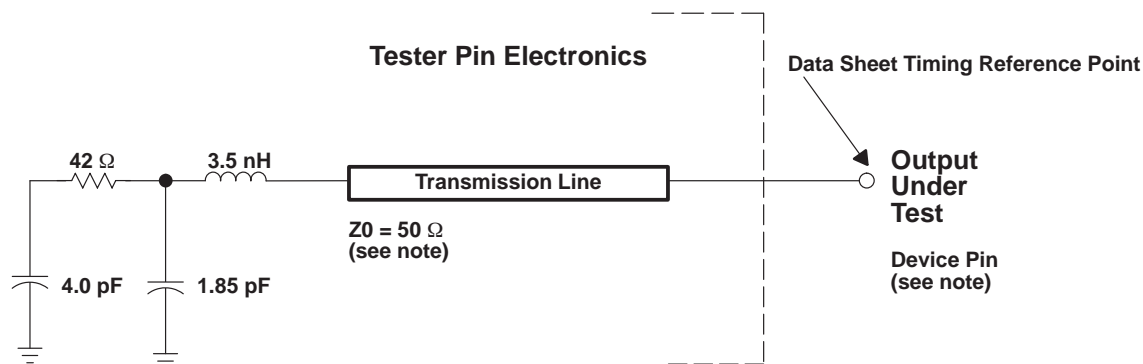 Tester Pin Electronics
Data Sheet Timing Reference Point
42 Ω
3.5 nH
Transmission Line
Output
Under
Test
Z0 = 50 Ω
(see note)
Device Pin
(see note)
4.0 pF
1.85 pF